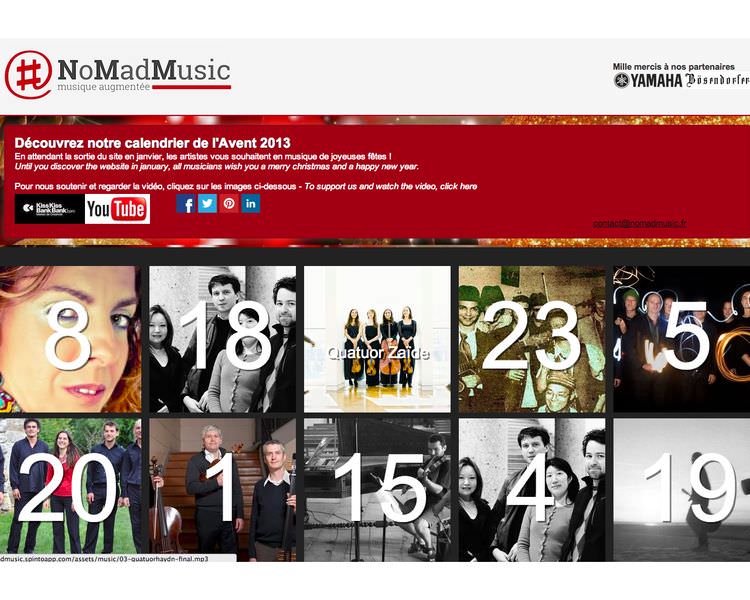 NoMadMusic
musique augmentée
Mille mercis à nos partenaires
YAMAHA Bösendorfer
Découvrez notre calendrier de l'Avent 2013
En attendant la sortie du site en janvier, les artistes vous souhaitent en musique de joyeuses fêtes !
Until you discover the website in january, all musicians wish you a merry christmas and a happy new year.
Pour nous soutenir et regarder la vidéo, cliquez sur les images ci-dessous - To support us and watch the video, click here
KissKiss
BankBank.com
You Tube
contact@nomadmusic.fr
8 18 Quatuor Zaïde 23 5
20 1 15 4 19
dmusic.spintoapp.com/assets/music/03-quatuorhaydn-final.mp3